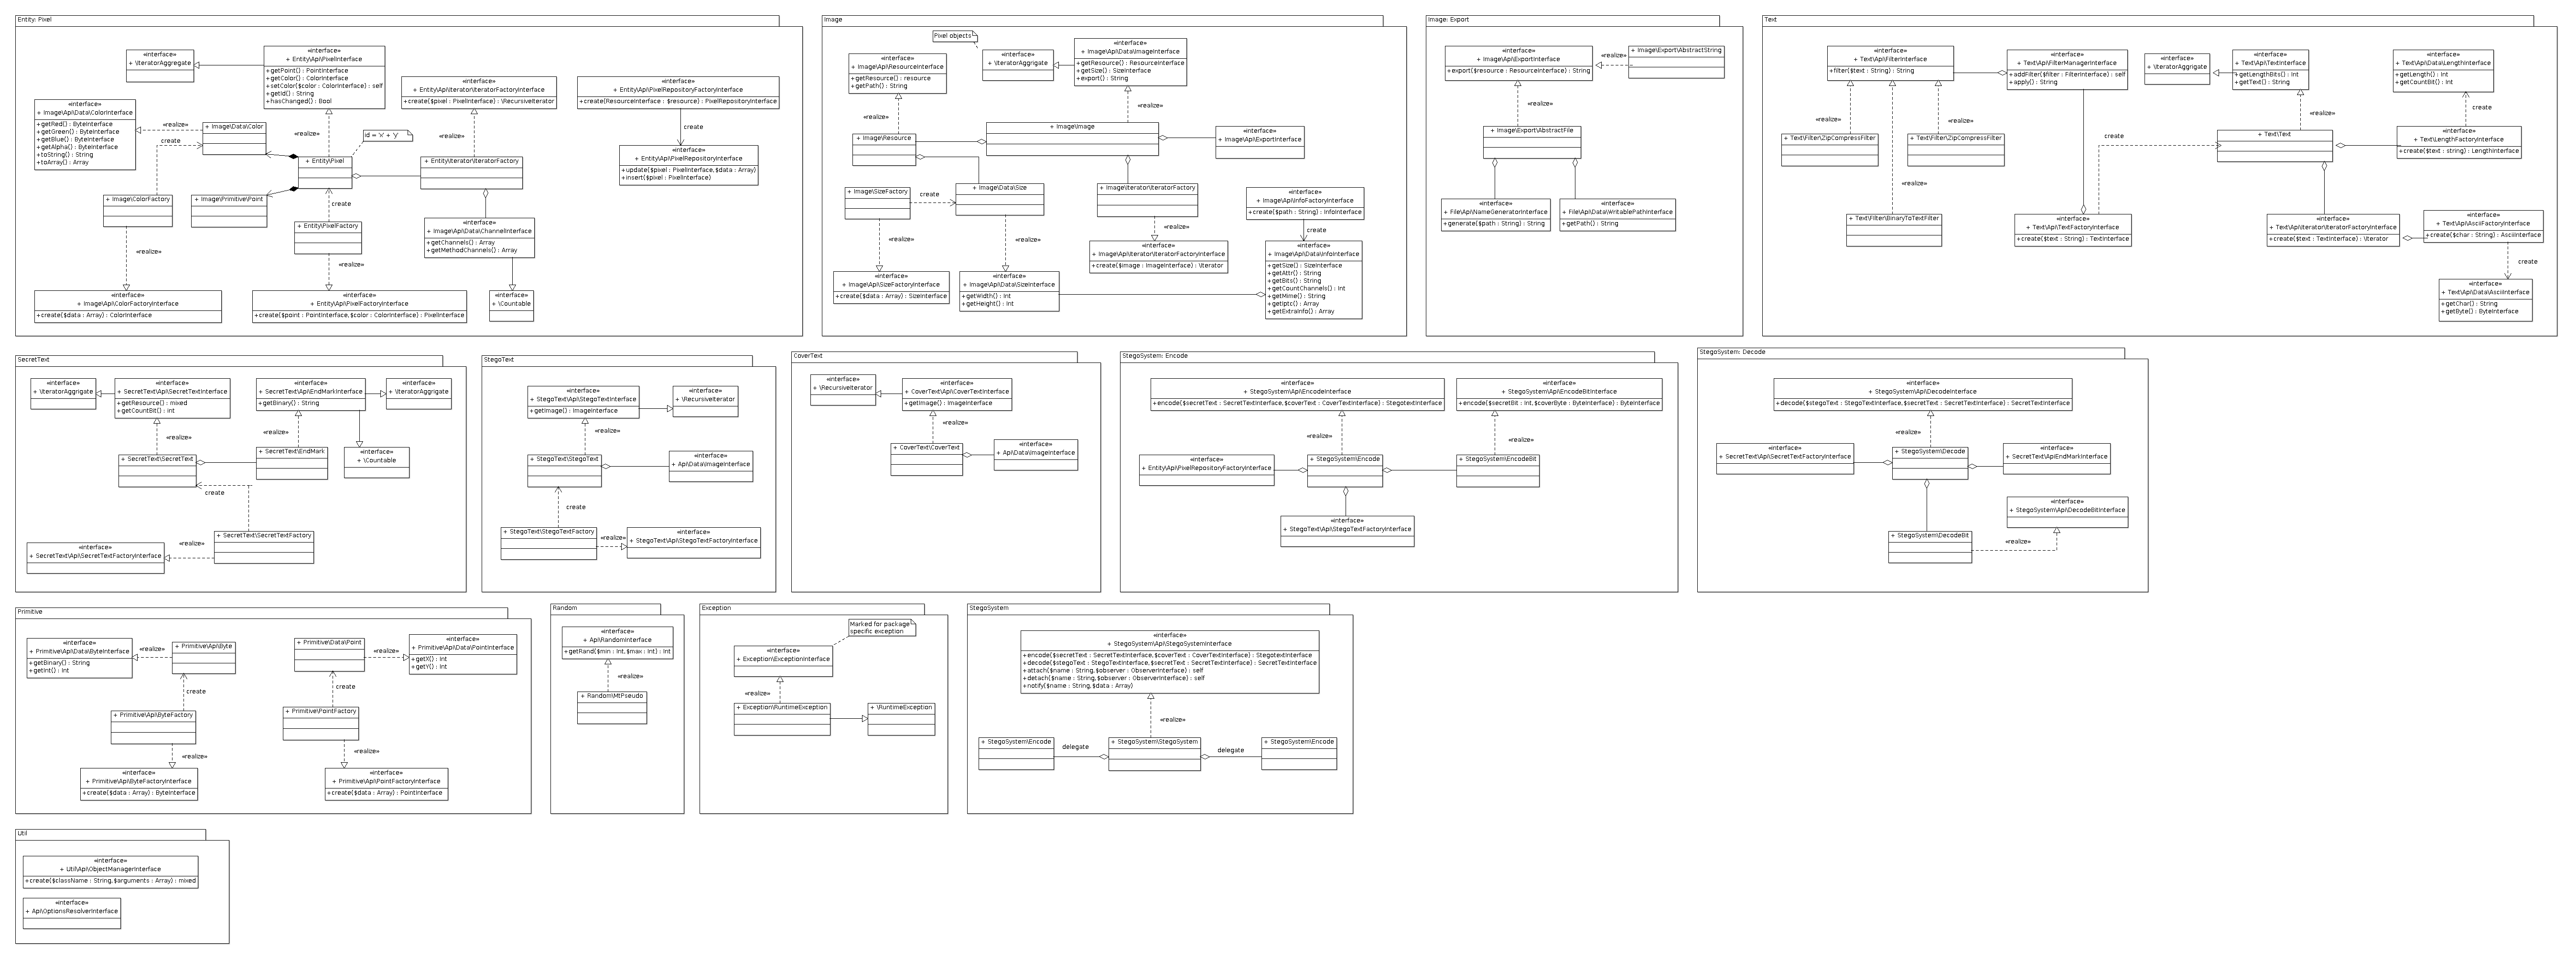 Entity: Pixel
«interface»
+ \IteratorAggregate
«interface»
+ Entity\Api\PixelInterface
+getPoint() : PointInterface
+getColor() : ColorInterface
+setColor($color : ColorInterface) : self
+getId() : String
+hasChanged() : Bool
«interface»
+ Entity\Api\Iterator\IteratorFactoryInterface
+create($pixel : PixelInterface) : \RecursiveIterator
«interface»
+ Entity\Api\PixelRepositoryFactoryInterface
+create(ResourceInterface : $resource) : PixelRepositoryInterface
«interface»
+ Image\Api\Data\ColorInterface
+getRed() : ByteInterface
+getGreen() : ByteInterface
+getBlue() : ByteInterface
+getAlpha() : ByteInterface
+toString() : String
+toArray() : Array
«realize»
+ Image\Data\Color
create
«realize»
id = 'x' + 'y'
«realize»
create
+ Entity\Pixel
+ Entity\Iterator\IteratorFactory
«interface»
+ Entity\Api\PixelRepositoryInterface
+update($pixel : PixelInterface,$data : Array)
+insert($pixel : PixelInterface)
+ Image\ColorFactory
+ Image\Primitive\Point
create
+ Entity\PixelFactory
«interface»
+ Image\Api\Data\ChannelInterface
+getChannels() : Array
+getMethodChannels() : Array
«realize»
«realize»
«interface»
+ Image\Api\ColorFactoryInterface
+create($data : Array) : ColorInterface
«interface»
+ Entity\Api\PixelFactoryInterface
+create($point : PointInterface,$color : ColorInterface) : PixelInterface
«interface»
+ \Countable
Image
Pixel objects
«interface»
+ Image\Api\ResourceInterface
+getResource() : resource
+getPath() : String
«interface»
+ \IteratorAggregate
«interface»
+ Image\Api\Data\ImageInterface
+getResource() : ResourceInterface
+getSize() : SizeInterface
+export() : String
«realize»
«realize»
+ Image\Resource
+ Image\Image
«interface»
+ Image\Api\ExportInterface
+ Image\SizeFactory
create
+ Image\Data\Size
+ Image\Iterator\IteratorFactory
«interface»
+ Image\Api\InfoFactoryInterface
+create($path : String) : InfoInterface
«realize»
«realize»
«realize»
create
«interface»
+ Image\Api\SizeFactoryInterface
+create($data : Array) : SizeInterface
«interface»
+ Image\Api\Data\SizeInterface
+getWidth() : Int
+getHeight() : Int
«interface»
+ Image\Api\Iterator\IteratorFactoryInterface
+create($image : ImageInterface) : \Iterator
«interface»
+ Image\Api\Data\InfoInterface
+getSize() : SizeInterface
+getAttr() : String
+getBits() : String
+getCountChannels() : Int
+getMime() : String
+getIptc() : Array
+getExtraInfo() : Array
Image: Export
«interface»
+ Image\Api\ExportInterface
+export($resource : ResourceInterface) : String
«realize»
+ Image\Export\AbstractString
«realize»
+ Image\Export\AbstractFile
«interface»
+ File\Api\NameGeneratorInterface
+generate($path : String) : String
«interface»
+ File\Api\Data\WritablePathInterface
+getPath() : String
Text
«interface»
+ Text\Api\FilterInterface
+filter($text : String) : String
«interface»
+ Text\Api\FilterManagerInterface
+addFilter($filter : FilterInterface) : self
+apply() : String
«interface»
+ \IteratorAggregate
«interface»
+ Text\Api\TextInterface
+getLengthBits() : Int
+getText() : String
«interface»
+ Text\Api\Data\LengthInterface
+getLength() : Int
+getCountBit() : Int
«realize»
«realize»
«realize»
create
create
+ Text\Filter\ZipCompressFilter
+ Text\Filter\ZipCompressFilter
+ Text\Text
«interface»
+ Text\LengthFactoryInterface
+create($text : string) : LengthInterface
«realize»
+ Text\Filter\BinaryToTextFilter
«interface»
+ Text\Api\TextFactoryInterface
+create($text : String) : TextInterface
«interface»
+ Text\Api\Iterator\IteratorFactoryInterface
+create($text : TextInterface) : \Iterator
«interface»
+ Text\Api\AsciiFactoryInterface
+create($char : String) : AsciiInterface
create
«interface»
+ Text\Api\Data\AsciiInterface
+getChar() : String
+getByte() : ByteInterface
SecretText
«interface»
+ \IteratorAggregate
«interface»
+ SecretText\Api\SecretTextInterface
+getResource() : mixed
+getCountBit() : int
«interface»
+ SecretText\Api\EndMarkInterface
+getBinary() : String
«interface»
+ \IteratorAggregate
«realize»
«realize»
+ SecretText\SecretText
+ SecretText\EndMark
«interface»
+ \Countable
create
+ SecretText\SecretTextFactory
«realize»
«interface»
+ SecretText\Api\SecretTextFactoryInterface
StegoText
«interface»
+ StegoText\Api\StegoTextInterface
+getImage() : ImageInterface
«interface»
+ \RecursiveIterator
«realize»
+ StegoText\StegoText
«interface»
+ Api\Data\ImageInterface
create
+ StegoText\StegoTextFactory
«realize»
«interface»
+ StegoText\Api\StegoTextFactoryInterface
CoverText
«interface»
+ \RecursiveIterator
«interface»
+ CoverText\Api\CoverTextInterface
+getImage() : ImageInterface
«realize»
+ CoverText\CoverText
«interface»
+ Api\Data\ImageInterface
StegoSystem: Encode
«interface»
+ StegoSystem\Api\EncodeInterface
+encode($secretText : SecretTextInterface,$coverText : CoverTextInterface) : StegotextInterface
«interface»
+ StegoSystem\Api\EncodeBitInterface
+encode($secretBit : Int,$coverByte : ByteInterface) : ByteInterface
«realize»
«realize»
«interface»
+ Entity\Api\PixelRepositoryFactoryInterface
+ StegoSystem\Encode
+ StegoSystem\EncodeBit
«interface»
+ StegoText\Api\StegoTextFactoryInterface
StegoSystem: Decode
«interface»
+ StegoSystem\Api\DecodeInterface
+decode($stegoText : StegoTextInterface,$secretText : SecretTextInterface) : SecretTextInterface
«realize»
«interface»
+ SecretText\Api\SecretTextFactoryInterface
+ StegoSystem\Decode
«interface»
+ SecretText\ApiEndMarkInterface
«interface»
+ StegoSystem\Api\DecodeBitInterface
+ StegoSystem\DecodeBit
«realize»
Primitive
«interface»
+ Primitive\Api\Data\ByteInterface
+getBinary() : String
+getInt() : Int
«realize»
+ Primitive\Api\Byte
+ Primitive\Data\Point
«realize»
«interface»
+ Primitive\Api\Data\PointInterface
+getX() : Int
+getY() : Int
create
create
+ Primitive\Api\ByteFactory
+ Primitive\PointFactory
«realize»
«realize»
«interface»
+ Primitive\Api\ByteFactoryInterface
+create($data : Array) : ByteInterface
«interface»
+ Primitive\Api\PointFactoryInterface
+create($data : Array) : PointInterface
Random
«interface»
+ Api\RandomInterface
+getRand($min : Int,$max : Int) : Int
«realize»
+ Random\MtPseudo
Exception
Marked for package
specific exception
«interface»
+ Exception\ExceptionInterface
«realize»
+ Exception\RuntimeException
+ \RuntimeException
StegoSystem
«interface»
+ StegoSystem\Api\StegoSystemInterface
+encode($secretText : SecretTextInterface,$coverText : CoverTextInterface) : StegotextInterface
+decode($stegoText : StegoTextInterface,$secretText : SecretTextInterface) : SecretTextInterface
+attach($name : String,$observer : ObserverInterface) : self
+detach($name : String,$observer : ObserverInterface) : self
+notify($name : String,$data : Array)
«realize»
+ StegoSystem\Encode
delegate
+ StegoSystem\StegoSystem
delegate
+ StegoSystem\Encode
Util
«interface»
+ Util\Api\ObjectManagerInterface
+create($className : String,$arguments : Array) : mixed
«interface»
+ Api\OptionsResolverInterface